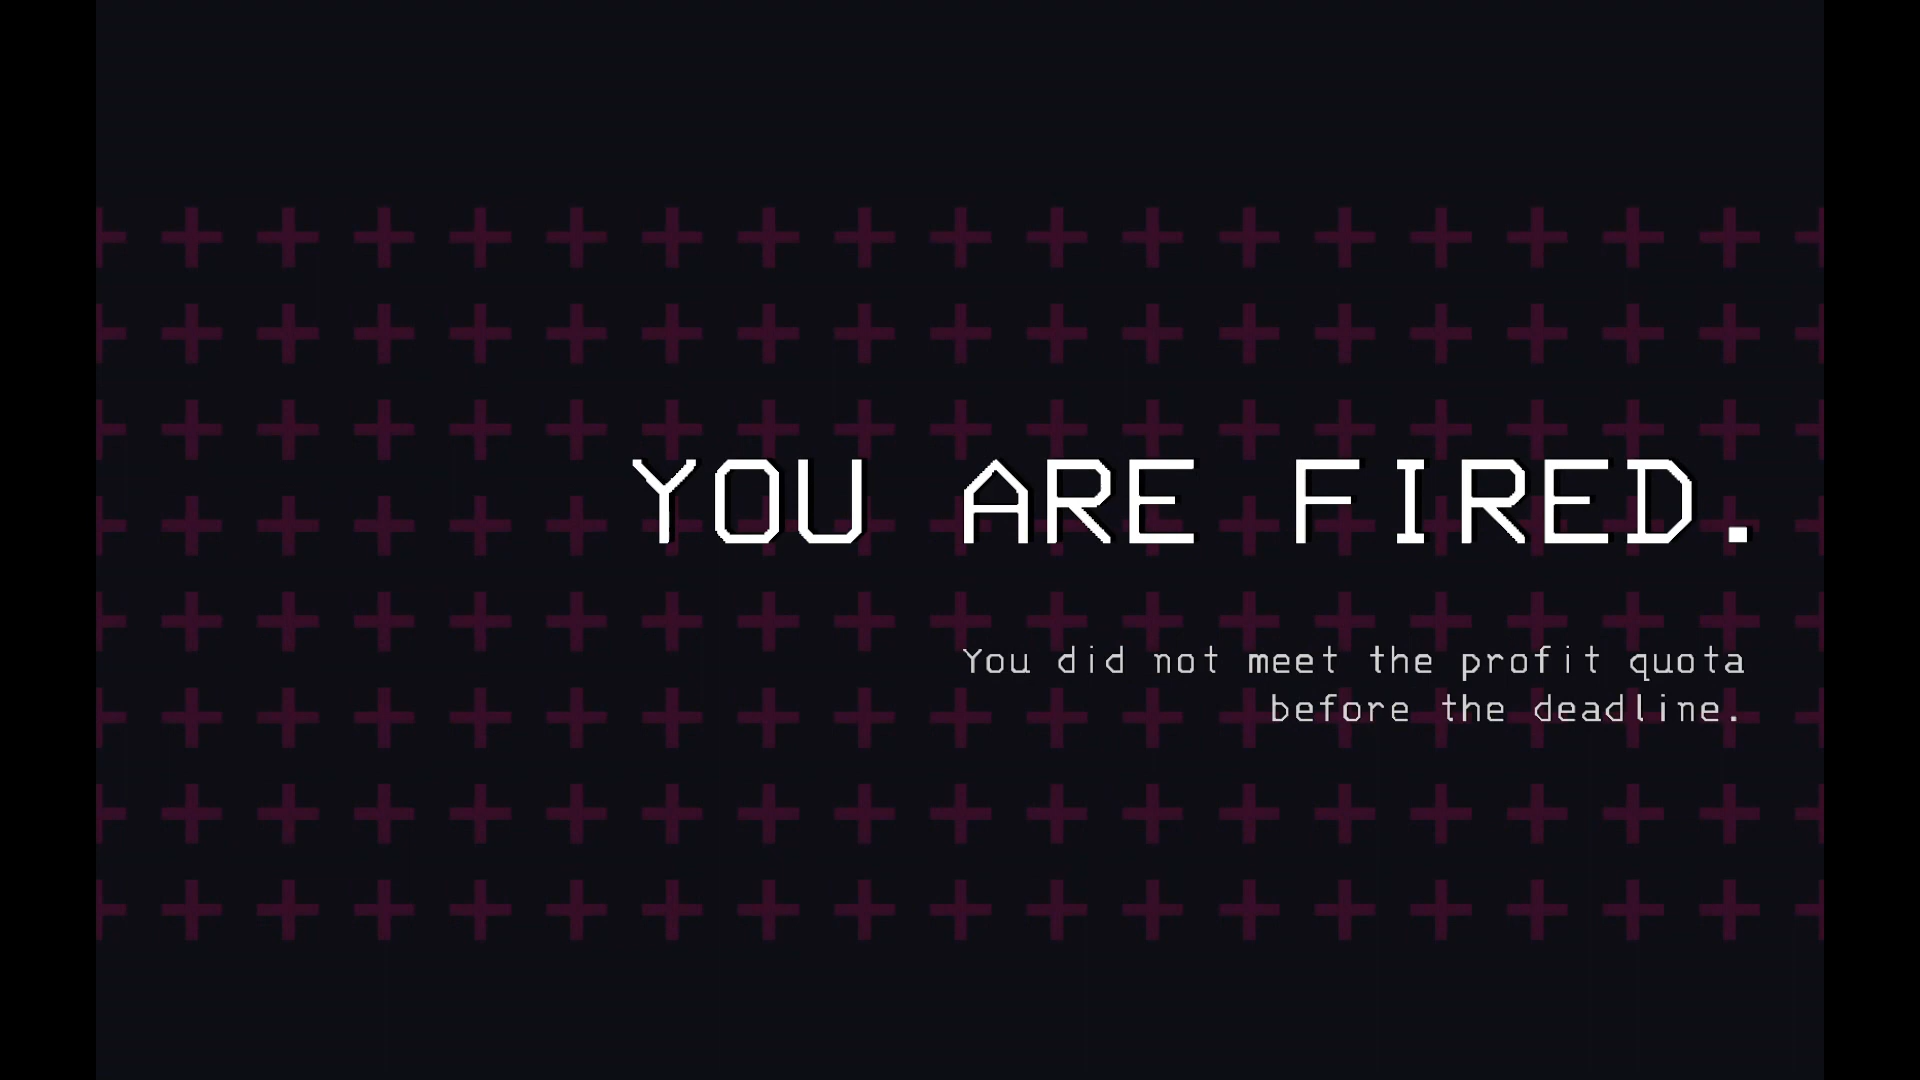 YOU ARE FIRED.
You did not meet the profit quota
before the deadline.